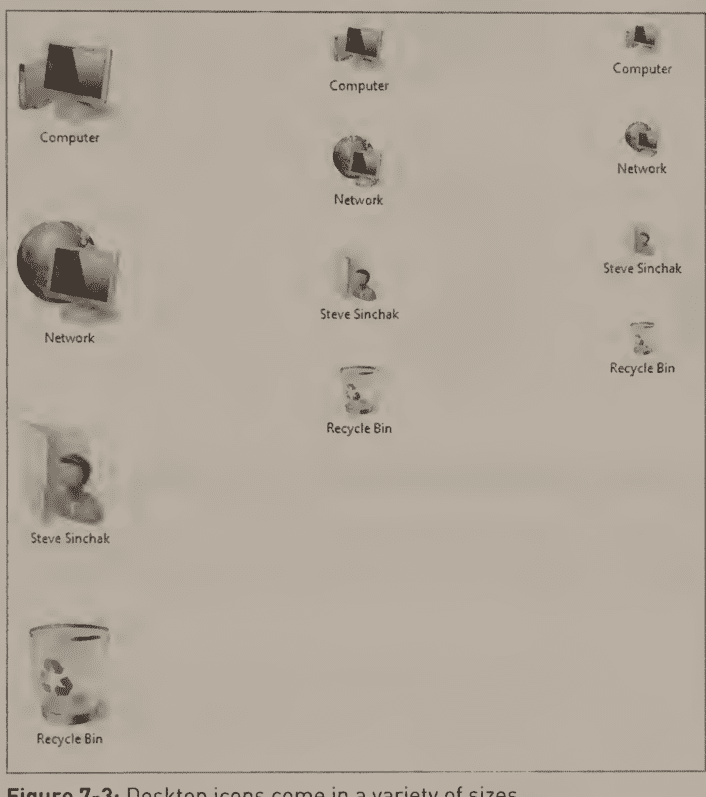 Computer
Network
Steve Sinchak
Recycle Bin
Computer
Network
Steve Sinchak
Recycle Bin
Computer
Network
Steve Sinchak
Recycle Bin
Figure 7-3: Desktop icons come in a variety of sizes